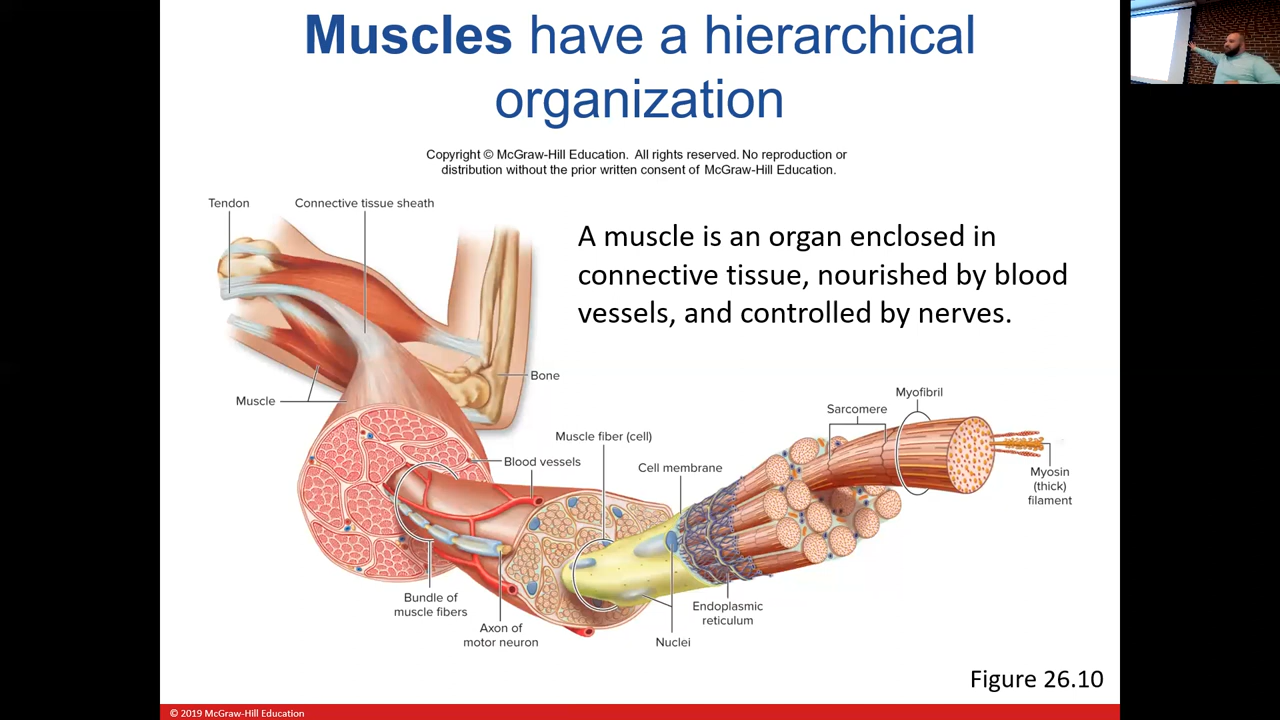 Muscles have a hierarchical
organization
Copyright © McGraw-Hill Education. All rights reserved. No reproduction or
distribution without the prior written consent of McGraw-Hill Education.
Tendon
Connective tissue sheath
A muscle is an organ enclosed in
connective tissue, nourished by blood
vessels, and controlled by nerves.
Bone
Muscle
Myofibril
Sarcomere
Muscle fiber (cell)
Blood vessels
Cell membrane
Myosin
(thick)
filament
Bundle of
muscle fibers
Axon of
motor neuron
Endoplasmic
reticulum
Nuclei
Figure 26.10
© 2019 McGraw-Hill Education